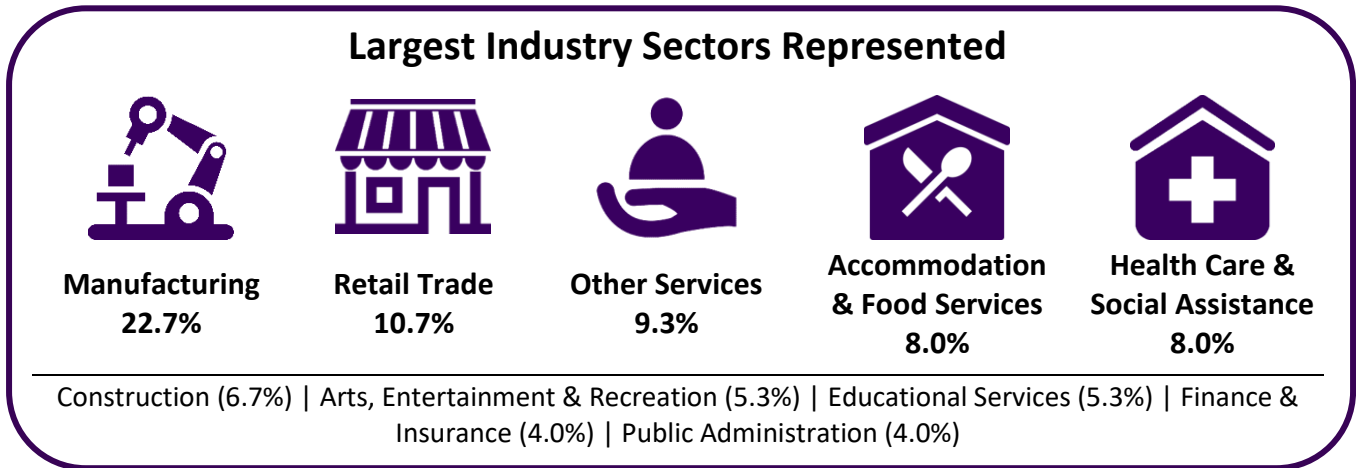 Largest Industry Sectors Represented
Manufacturing
22.7%
Retail Trade
10.7%
Other Services
9.3%
Accommodation
& Food Services
8.0%
Health Care &
Social Assistance
8.0%
Construction (6.7%) | Arts, Entertainment & Recreation (5.3%) | Educational Services (5.3%) | Finance &
Insurance (4.0%) | Public Administration (4.0%)